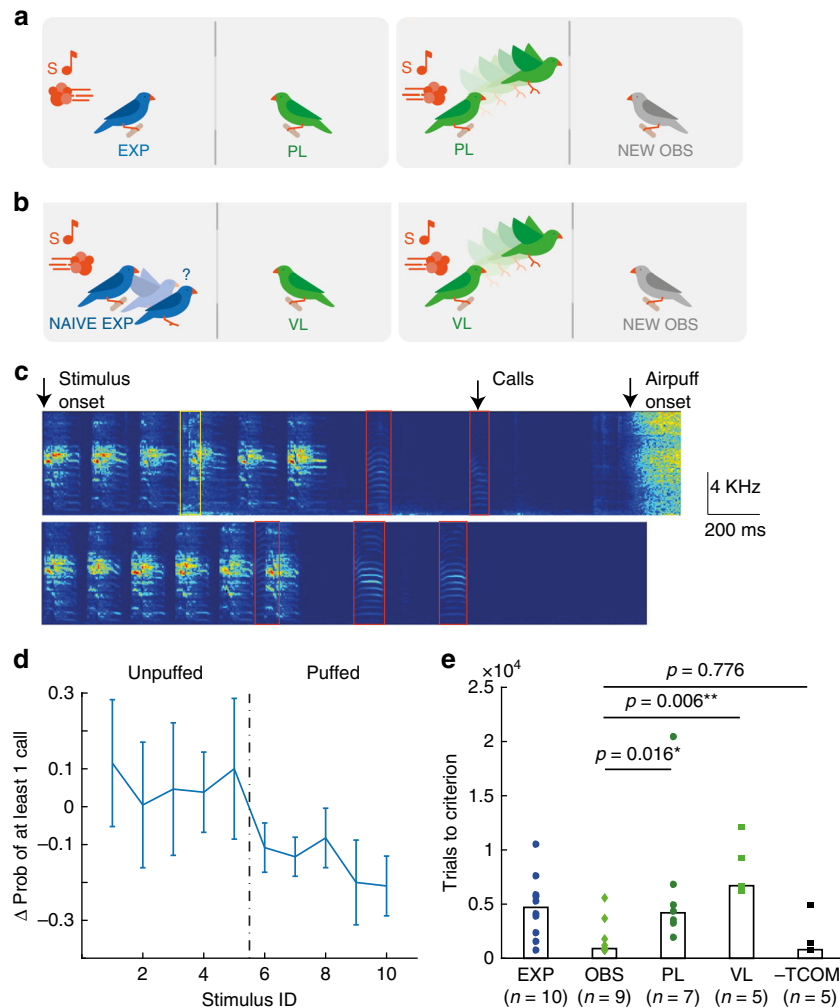 a
S
EXP
PL
S
PL
NEW OBS
b
S
?
NAIVE EXP
VL
S
VL
NEW OBS
c
Stimulus
onset
Calls
Airpuff
onset
4 KHz
200 ms
d
Unpuffed
Puffed
Δ Prob of at least 1 call
0.3
0.1
0
–0.1
–0.3
2
4
6
8
10
Stimulus ID
e
×10⁴
Trials to criterion
2.5
2
1.5
1
0.5
0
p = 0.776
p = 0.006**
p = 0.016*
EXP
(n = 10)
OBS
(n = 9)
PL
(n = 7)
VL
(n = 5)
–TCOM
(n = 5)